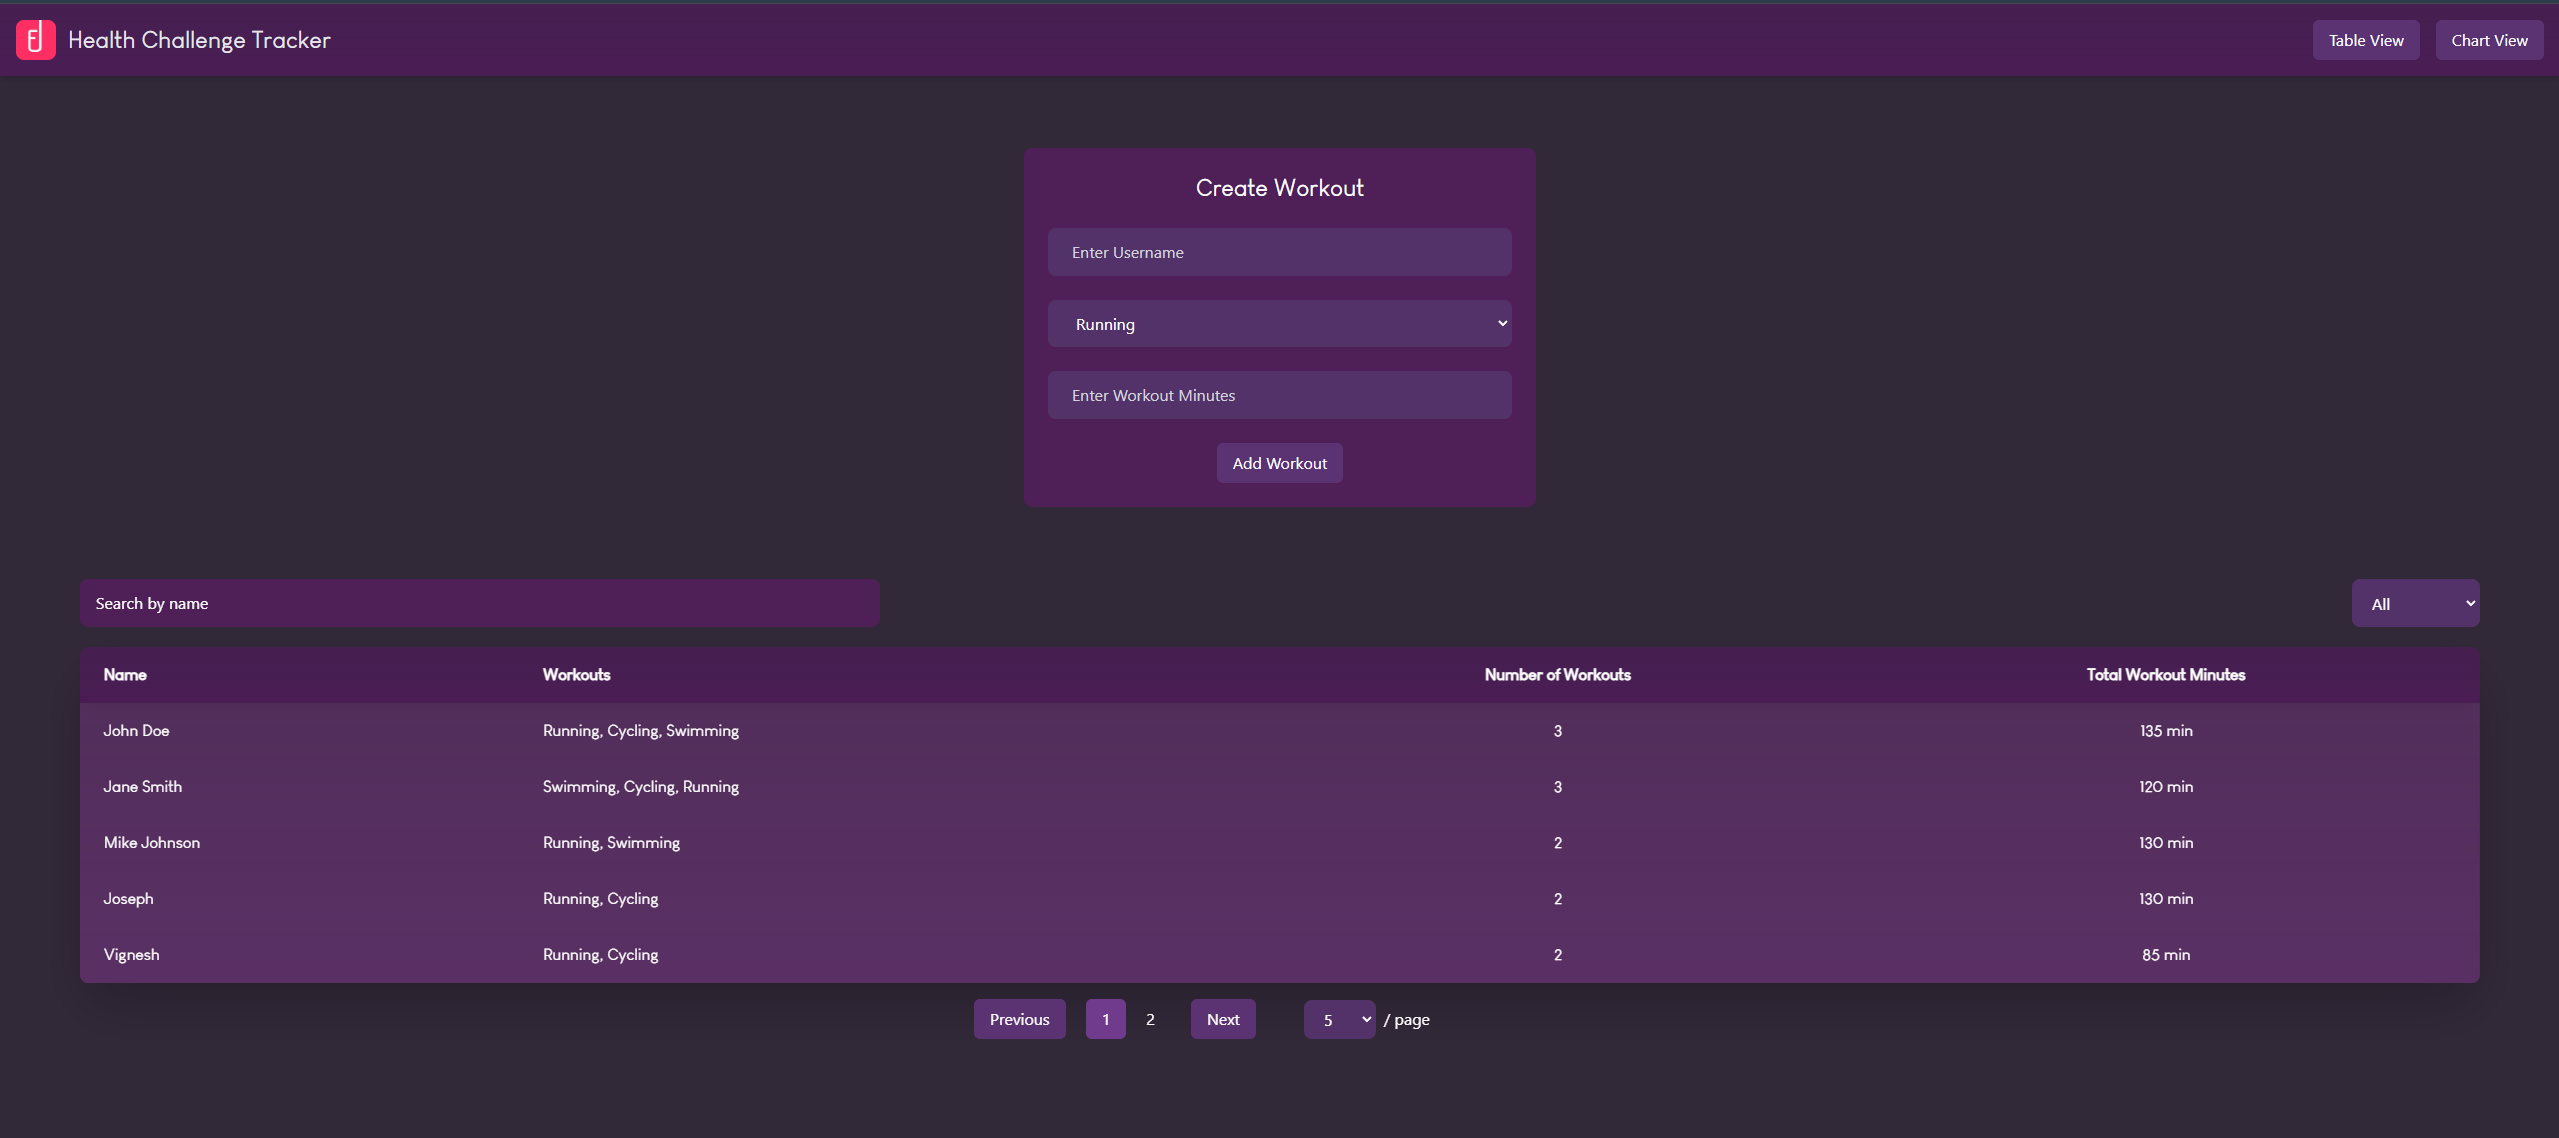 FJ Health Challenge Tracker Table View Chart View
Create Workout
Enter Username
Running
Enter Workout Minutes
Add Workout
Search by name All
Name Workouts Number of Workouts Total Workout Minutes
John Doe Running, Cycling, Swimming 3 135 min
Jane Smith Swimming, Cycling, Running 3 120 min
Mike Johnson Running, Swimming 2 130 min
Joseph Running, Cycling 2 130 min
Vignesh Running, Cycling 2 85 min
Previous 1 2 Next 5 / page